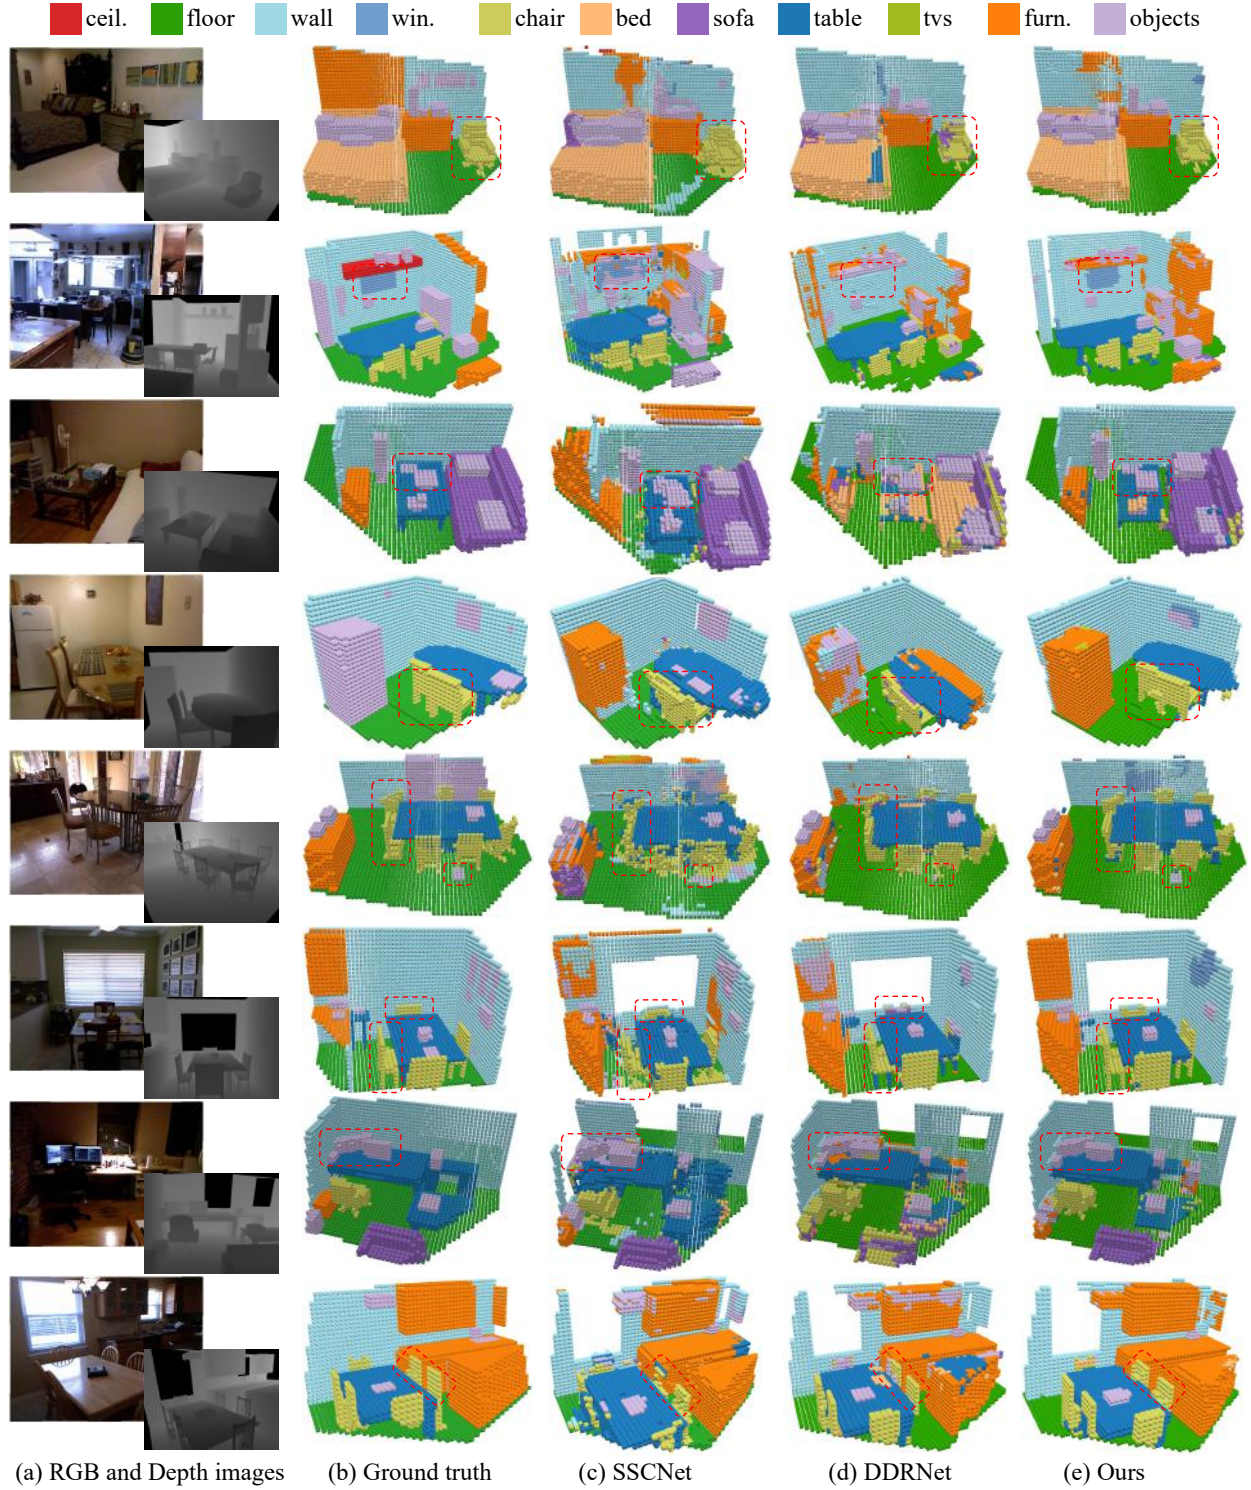 ceil. floor wall win. chair bed sofa table tvs furn. objects
(a) RGB and Depth images (b) Ground truth (c) SSCNet (d) DDRNet (e) Ours